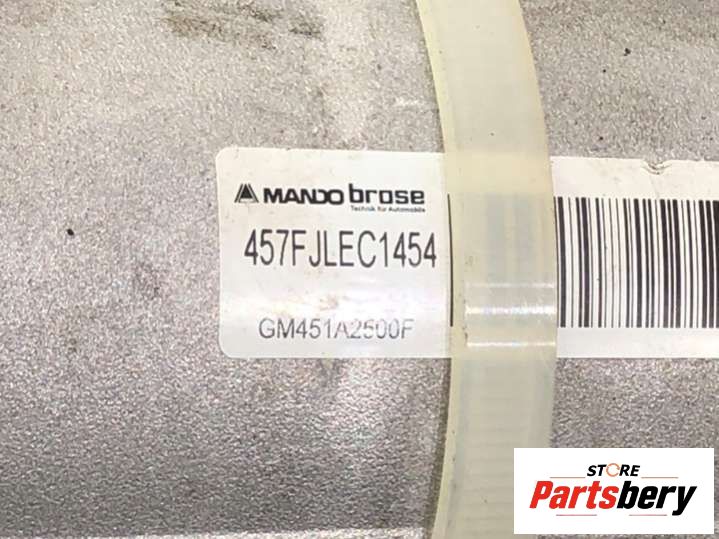 MANDO brose
Technik für Automobile
457FJLEC1454
GM451A2500F
STORE
Partsbery